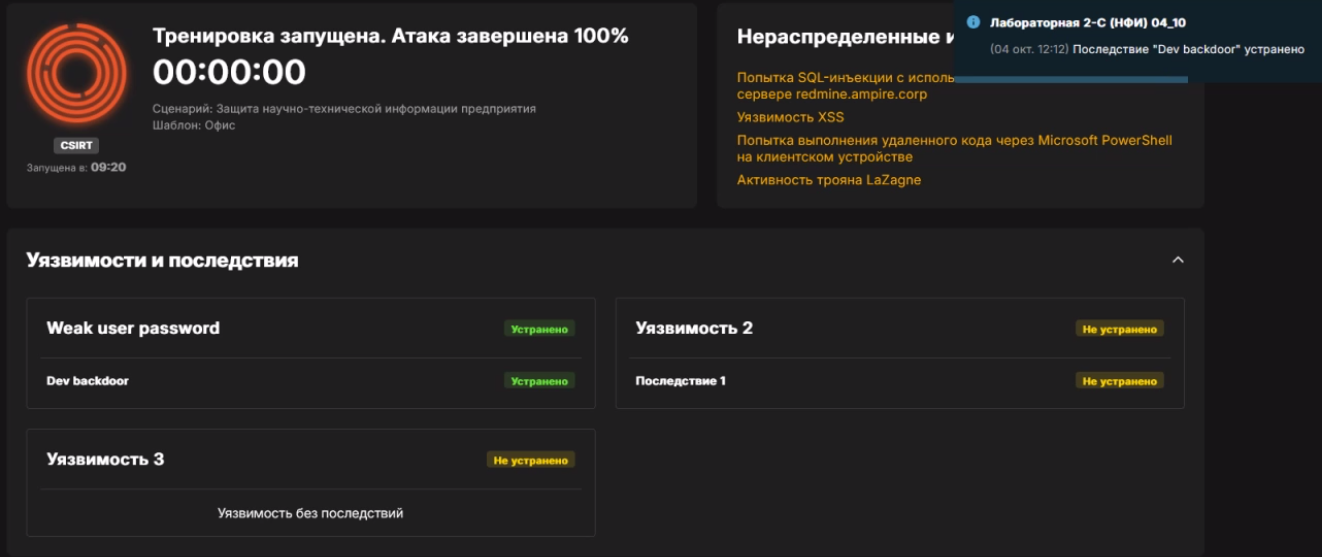 Тренировка запущена. Атака завершена 100%
00:00:00
Сценарий: Защита научно-технической информации предприятия
Шаблон: Офис
CSIRT
Запущена в: 09:20
Нераспределенные и
Попытка SQL-инъекции с исполь
сервере redmine.ampire.corp
Уязвимость XSS
Попытка выполнения удаленного кода через Microsoft PowerShell
на клиентском устройстве
Активность трояна LaZagne
Лабораторная 2-С (НФИ) 04_10
(04 окт. 12:12) Последствие "Dev backdoor" устранено
Уязвимости и последствия
Weak user password Устранено
Dev backdoor Устранено
Уязвимость 2 Не устранено
Последствие 1 Не устранено
Уязвимость 3 Не устранено
Уязвимость без последствий